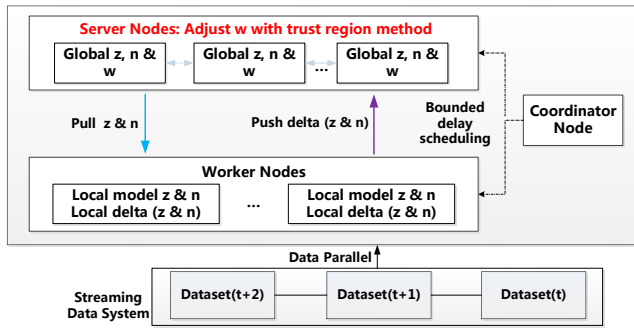 Server Nodes: Adjust w with trust region method
Global z, n &
w
Global z, n &
w
...
Global z, n &
w
Pull z & n
Push delta (z & n)
Bounded
delay
scheduling
Coordinator
Node
Worker Nodes
Local model z & n
Local delta (z & n)
...
Local model z & n
Local delta (z & n)
Data Parallel
Streaming
Data System
Dataset(t+2)
Dataset(t+1)
Dataset(t)